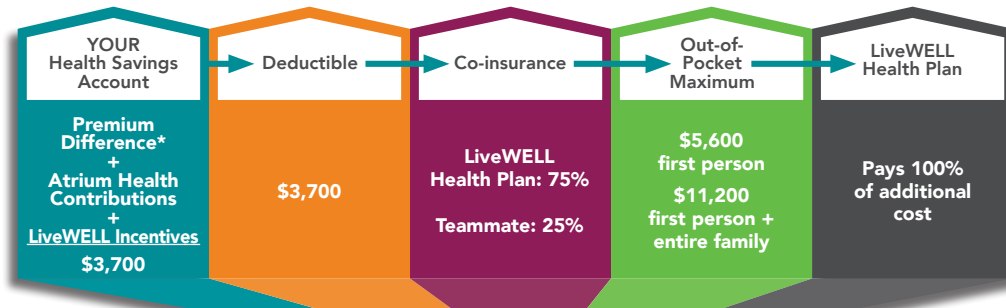 YOUR
Health Savings
Account
Deductible
Co-insurance
Out-of-
Pocket
Maximum
LiveWELL
Health Plan
Premium
Difference*
+
Atrium Health
Contributions
+
LiveWELL Incentives
$3,700
$3,700
LiveWELL
Health Plan: 75%
Teammate: 25%
$5,600
first person
$11,200
first person +
entire family
Pays 100%
of additional
cost